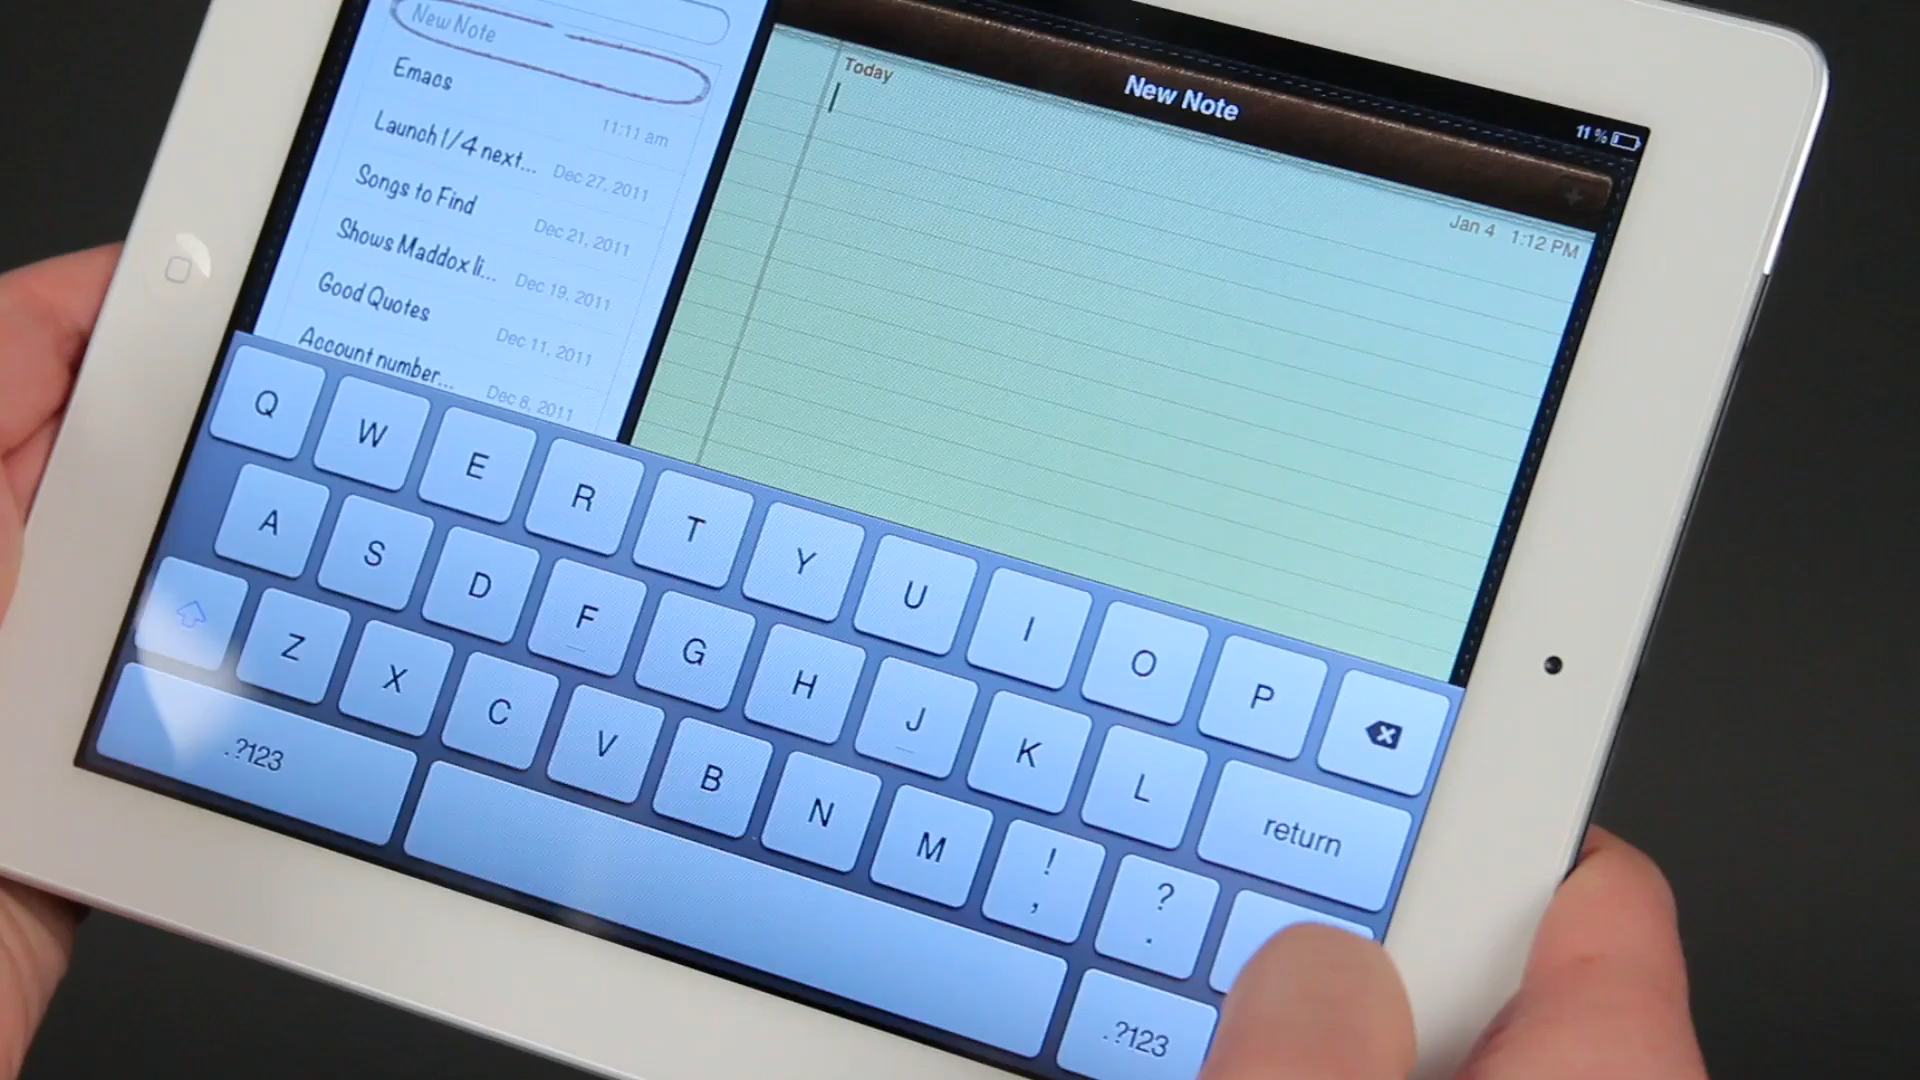 New Note
Emacs
11:11 am
Launch 1/4 next...
Dec 27, 2011
Songs to Find
Dec 21, 2011
Shows Maddox li...
Dec 19, 2011
Good Quotes
Dec 11, 2011
Account number...
Dec 8, 2011
11 %
New Note
Today
Jan 4 1:12 PM
Q W E R T Y U I O P
A S D F G H J K L return
Z X C V B N M ! , ? .
.?123 .?123